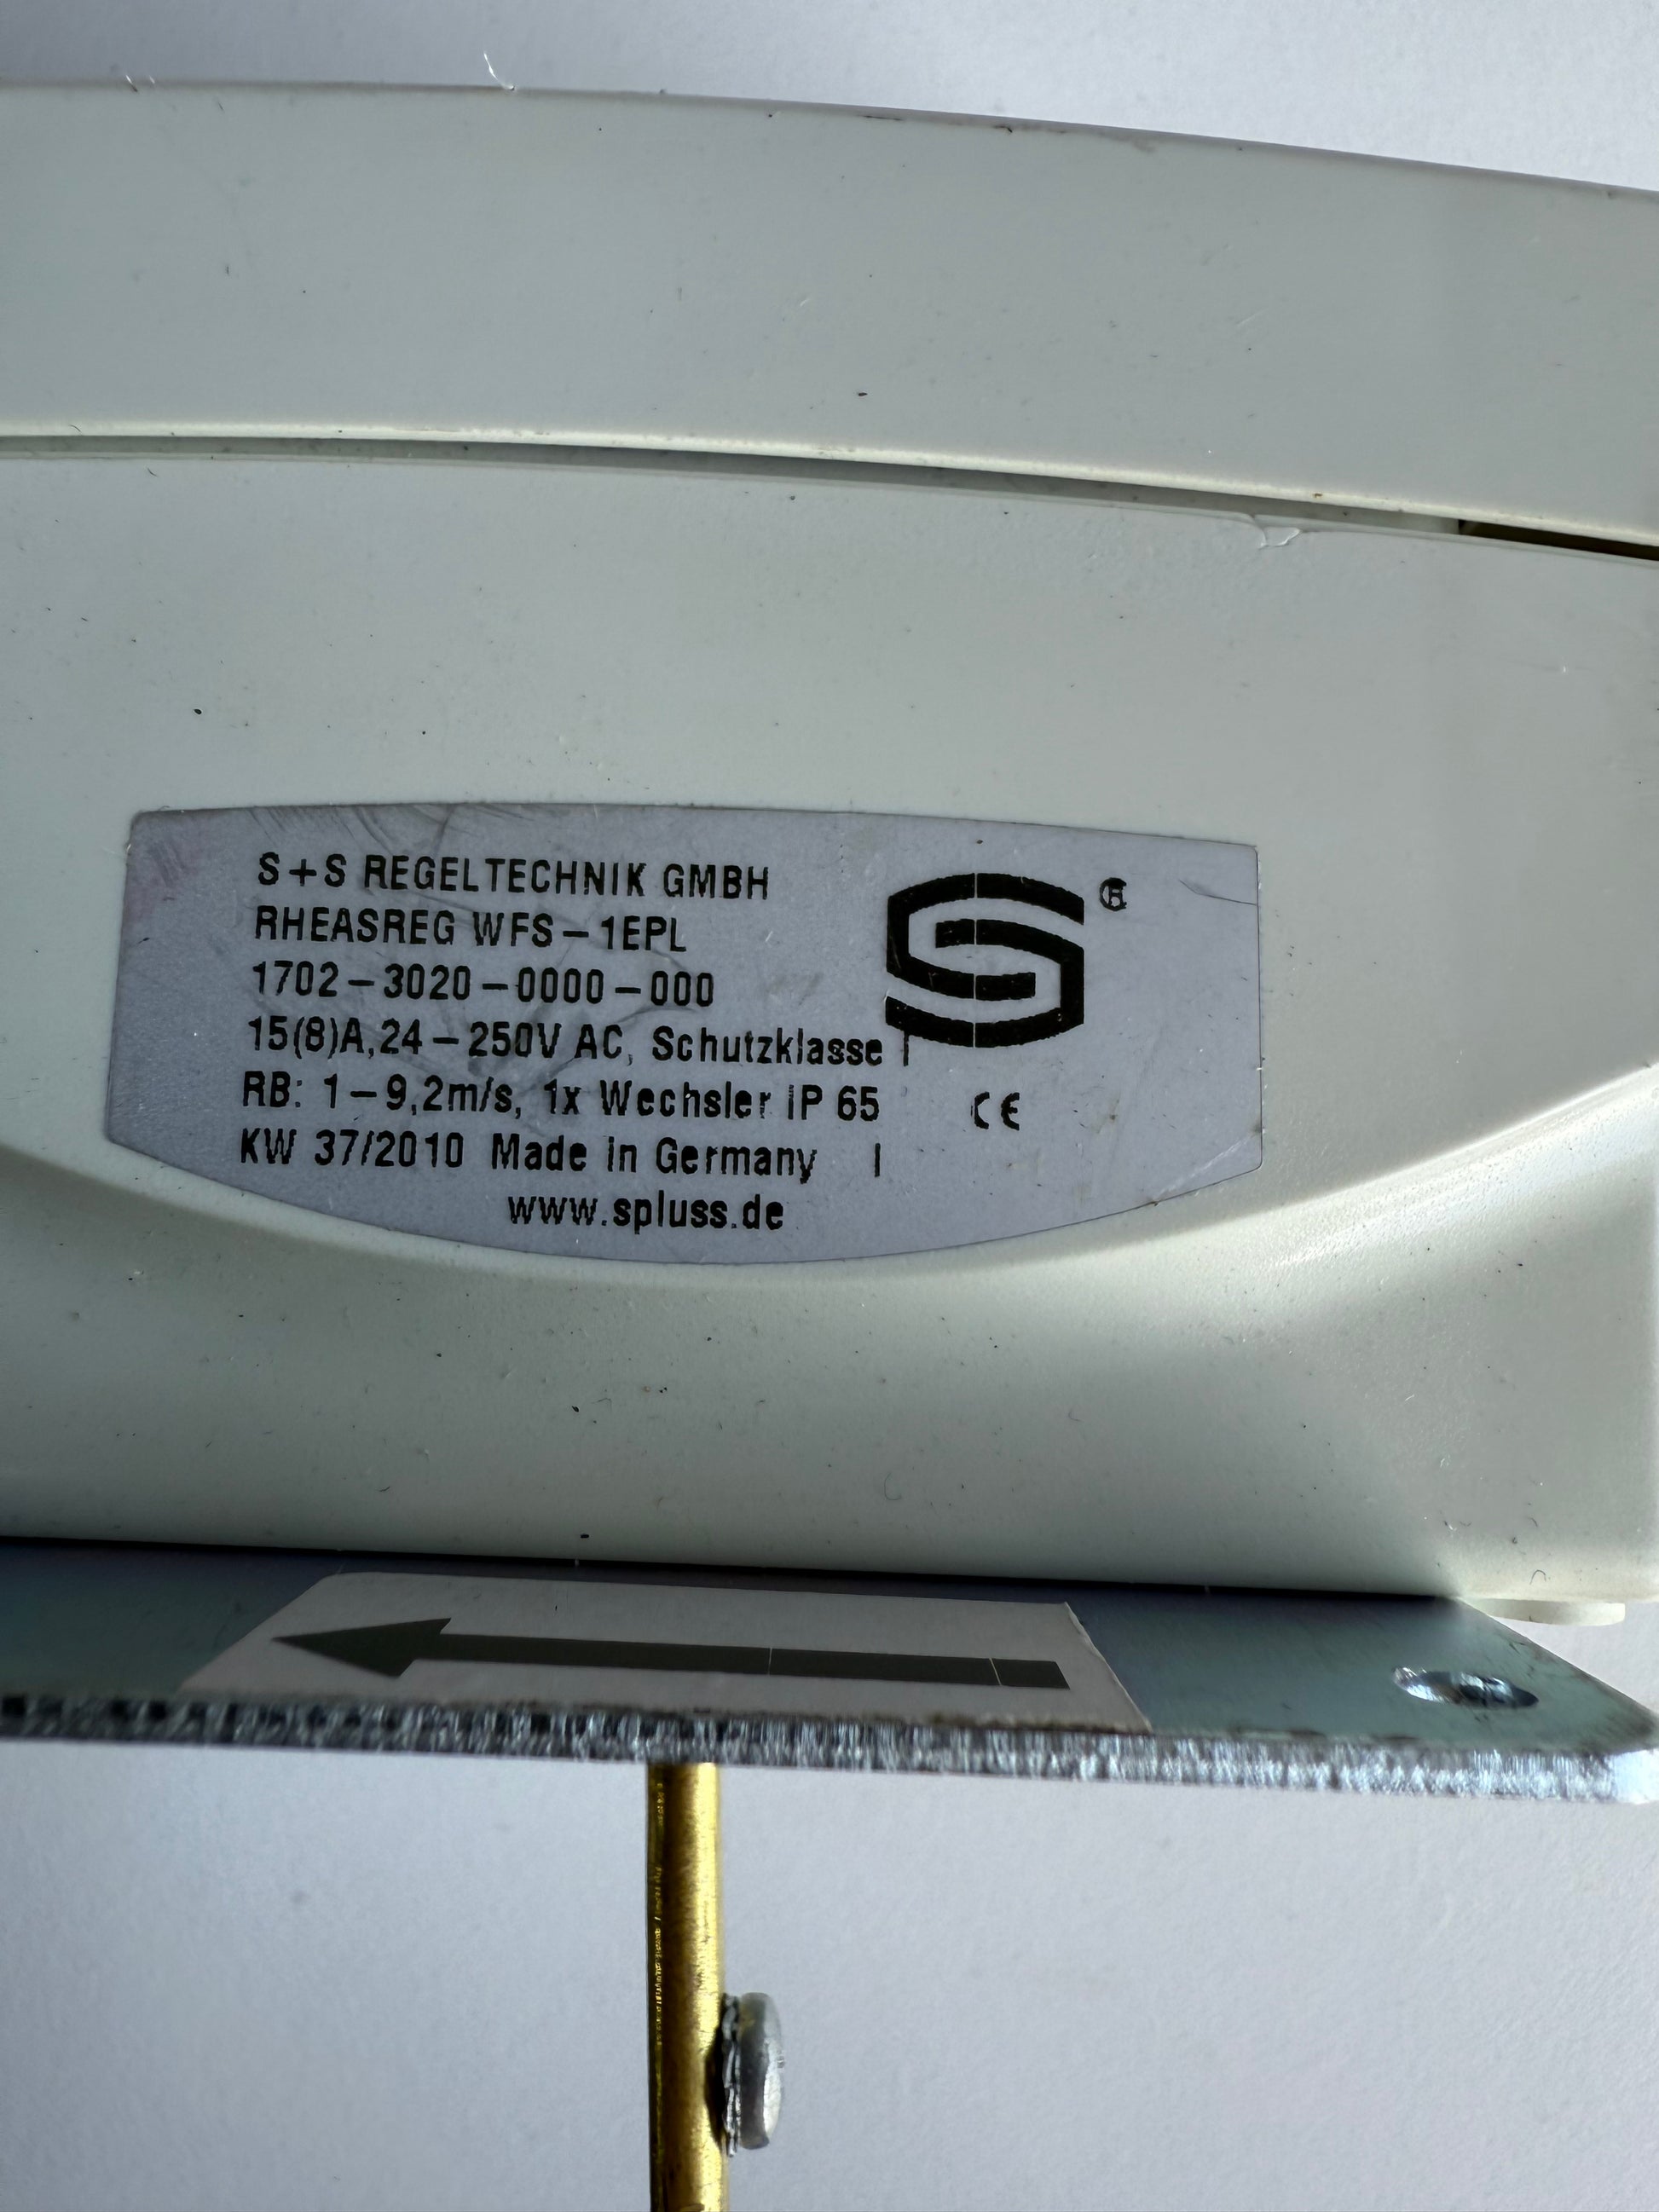 S+S REGELTECHNIK GMBH
RHEASREG WFS-1EPL
1702-3020-0000-000
15(8)A,24-250V AC, Schutzklasse I
RB: 1-9,2m/s, 1x Wechsler IP 65
KW 37/2010 Made in Germany I
www.spluss.de
S ®
CE